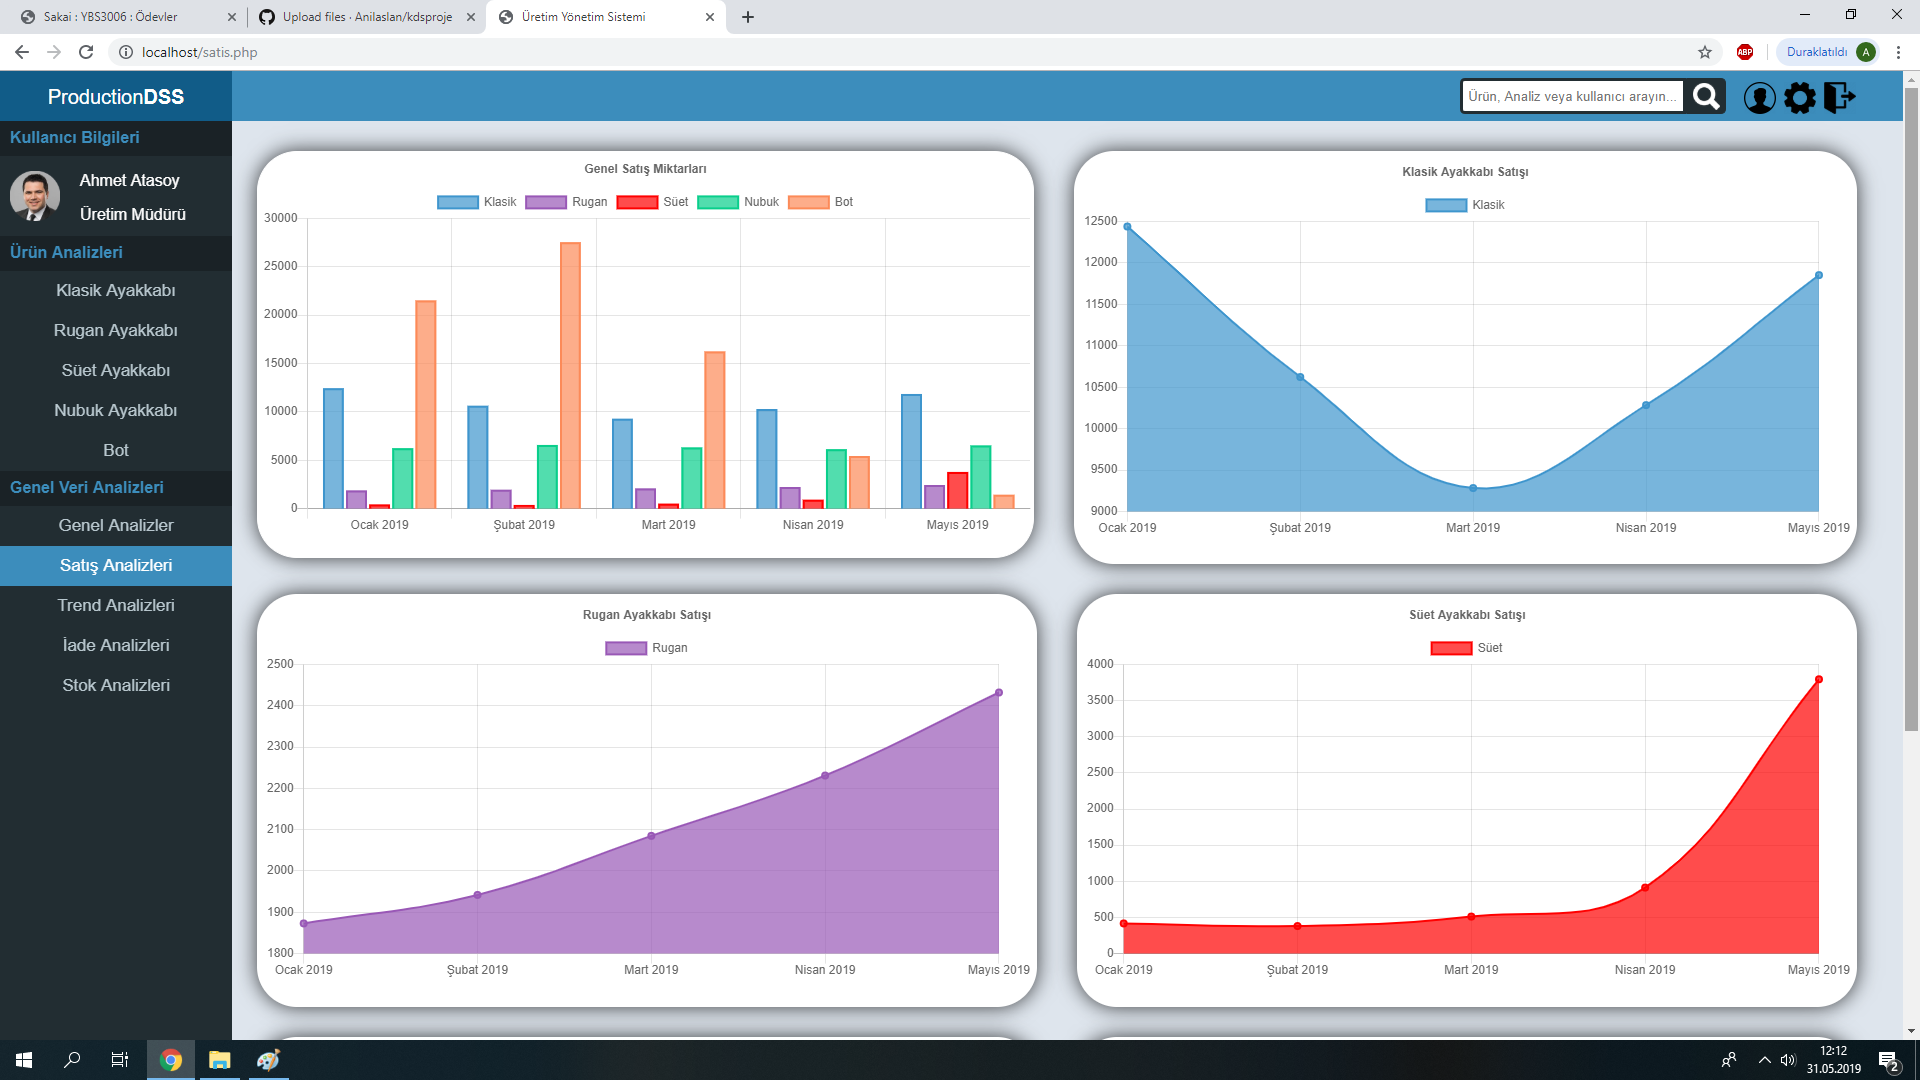 Sakai : YBS3006 : Ödevler
Upload files · Anilaslan/kdsproje
Üretim Yönetim Sistemi
localhost/satis.php
ABP
Duraklatıldı
A
ProductionDSS
Ürün, Analiz veya kullanıcı arayın...
Kullanıcı Bilgileri
Ahmet Atasoy
Üretim Müdürü
Ürün Analizleri
Klasik Ayakkabı
Rugan Ayakkabı
Süet Ayakkabı
Nubuk Ayakkabı
Bot
Genel Veri Analizleri
Genel Analizler
Satış Analizleri
Trend Analizleri
İade Analizleri
Stok Analizleri
Genel Satış Miktarları
Klasik Rugan Süet Nubuk Bot
30000
25000
20000
15000
10000
5000
0
Ocak 2019 Şubat 2019 Mart 2019 Nisan 2019 Mayıs 2019
Klasik Ayakkabı Satışı
Klasik
12500
12000
11500
11000
10500
10000
9500
9000
Ocak 2019 Şubat 2019 Mart 2019 Nisan 2019 Mayıs 2019
Rugan Ayakkabı Satışı
Rugan
2500
2400
2300
2200
2100
2000
1900
1800
Ocak 2019 Şubat 2019 Mart 2019 Nisan 2019 Mayıs 2019
Süet Ayakkabı Satışı
Süet
4000
3500
3000
2500
2000
1500
1000
500
0
Ocak 2019 Şubat 2019 Mart 2019 Nisan 2019 Mayıs 2019
12:12
31.05.2019
2